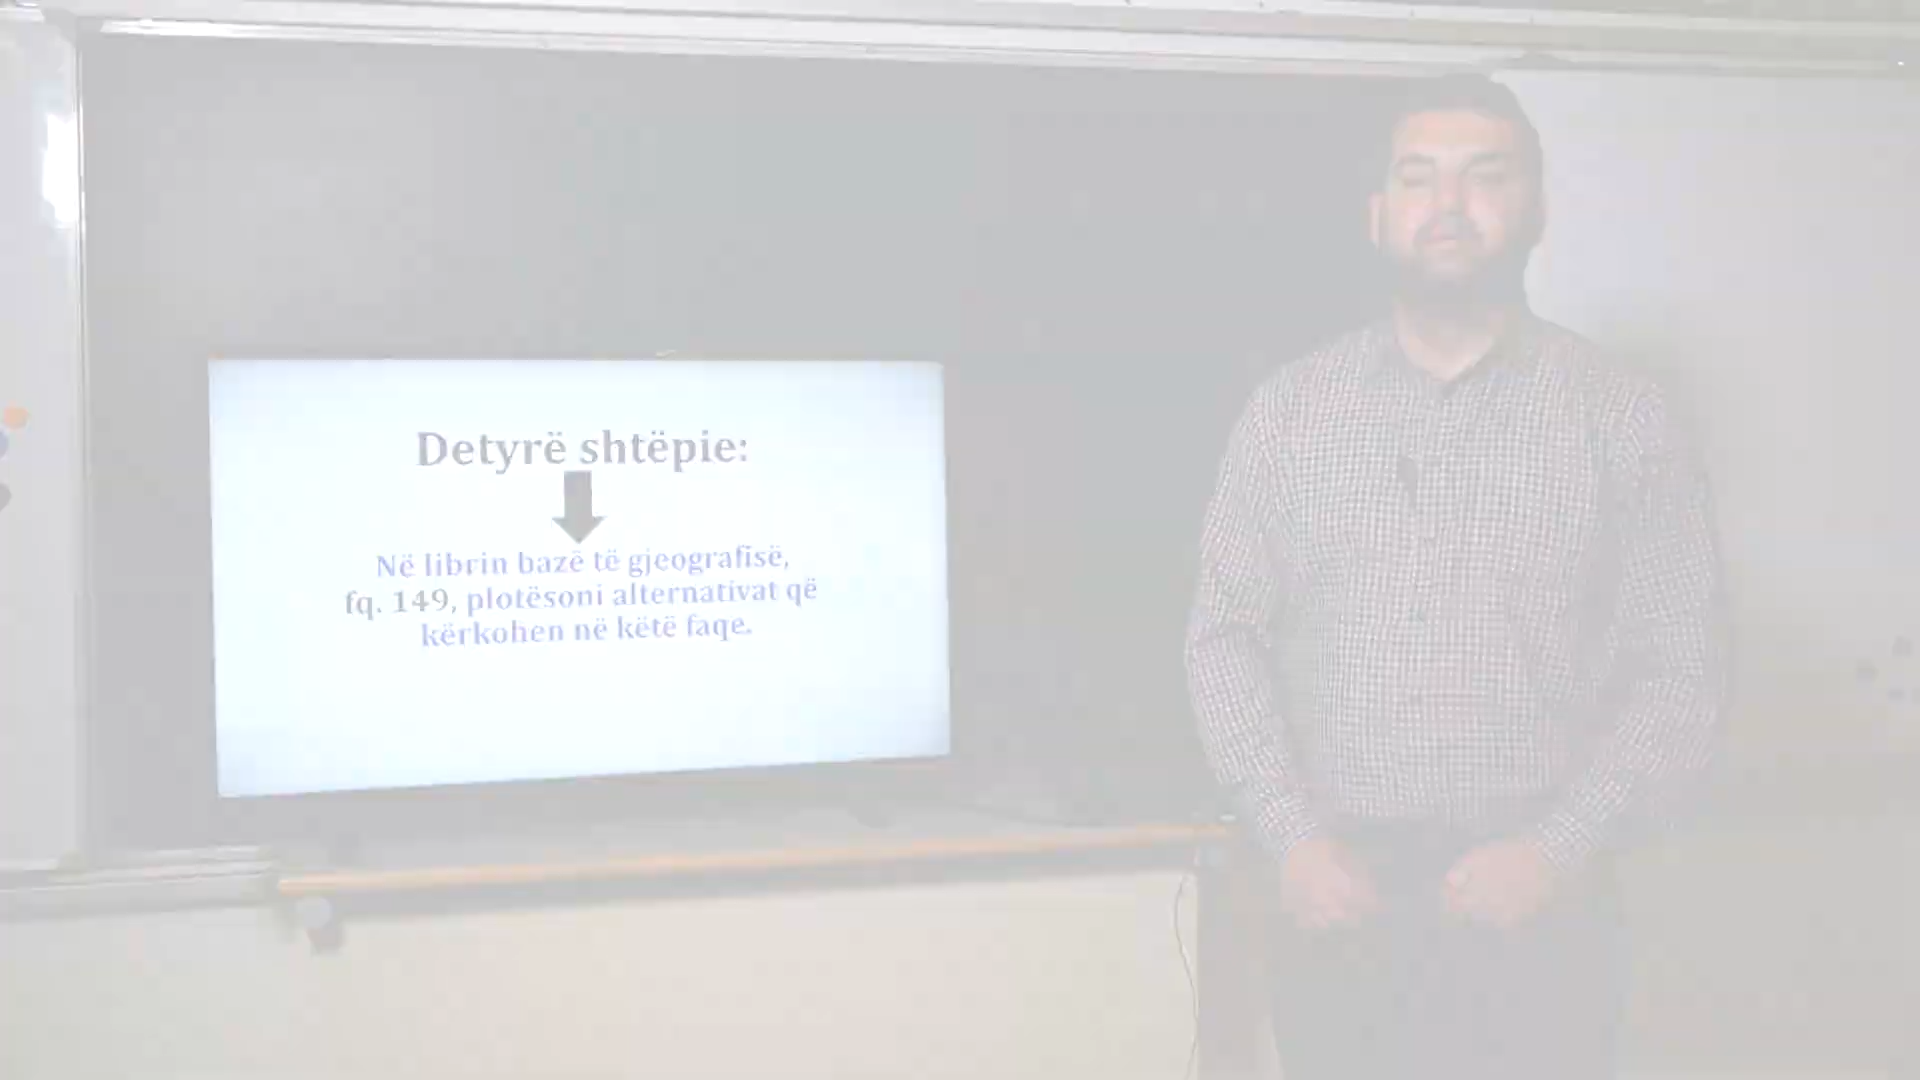 Detyrë shtëpie:
Në librin bazë të gjeografisë,
fq. 149, plotësoni alternativat që
kërkohen në këtë faqe.